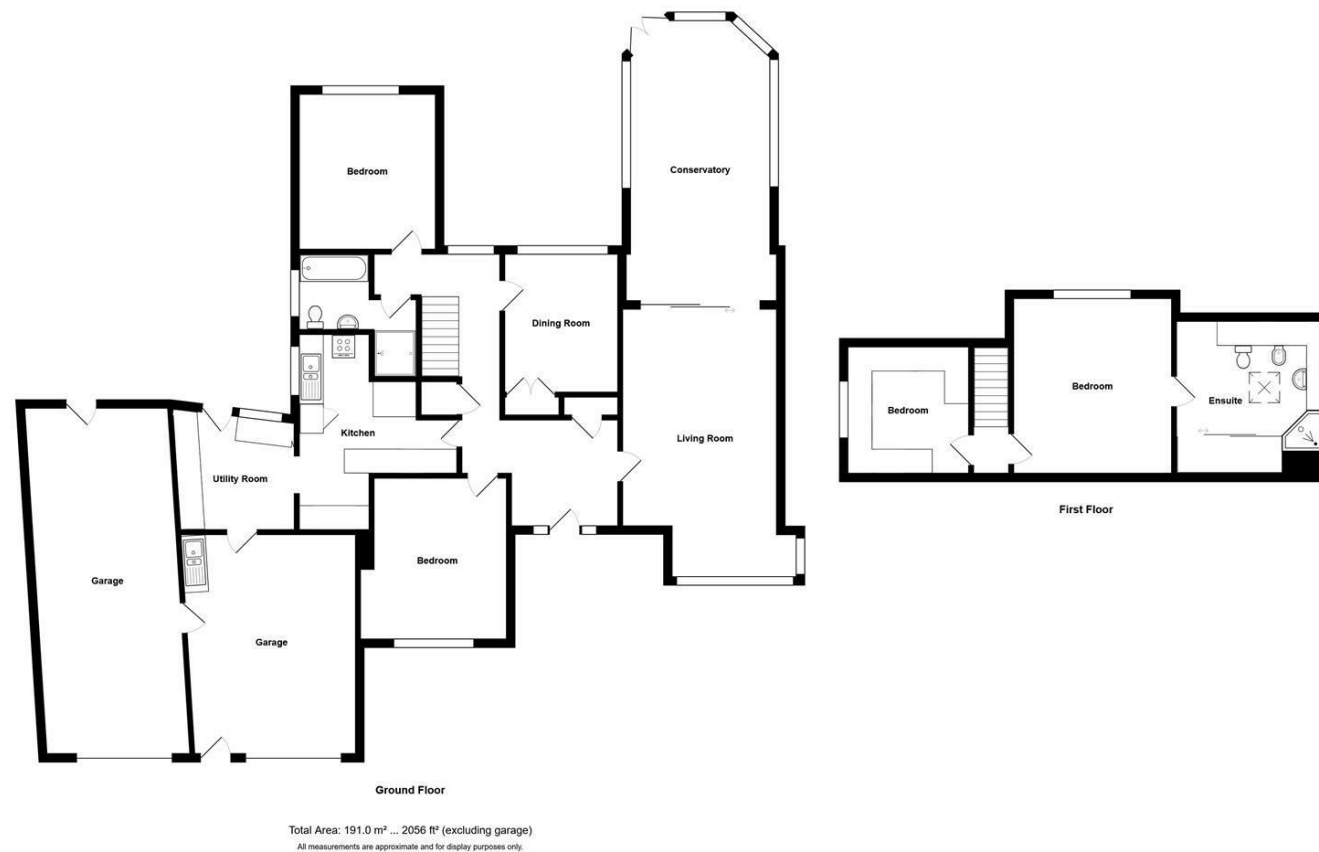 Conservatory
Bedroom
Dining Room
Kitchen
Living Room
Utility Room
Bedroom
Garage
Garage
Ground Floor
Bedroom
Bedroom
Ensuite
First Floor
Total Area: 191.0 m² ... 2056 ft² (excluding garage)
All measurements are approximate and for display purposes only.